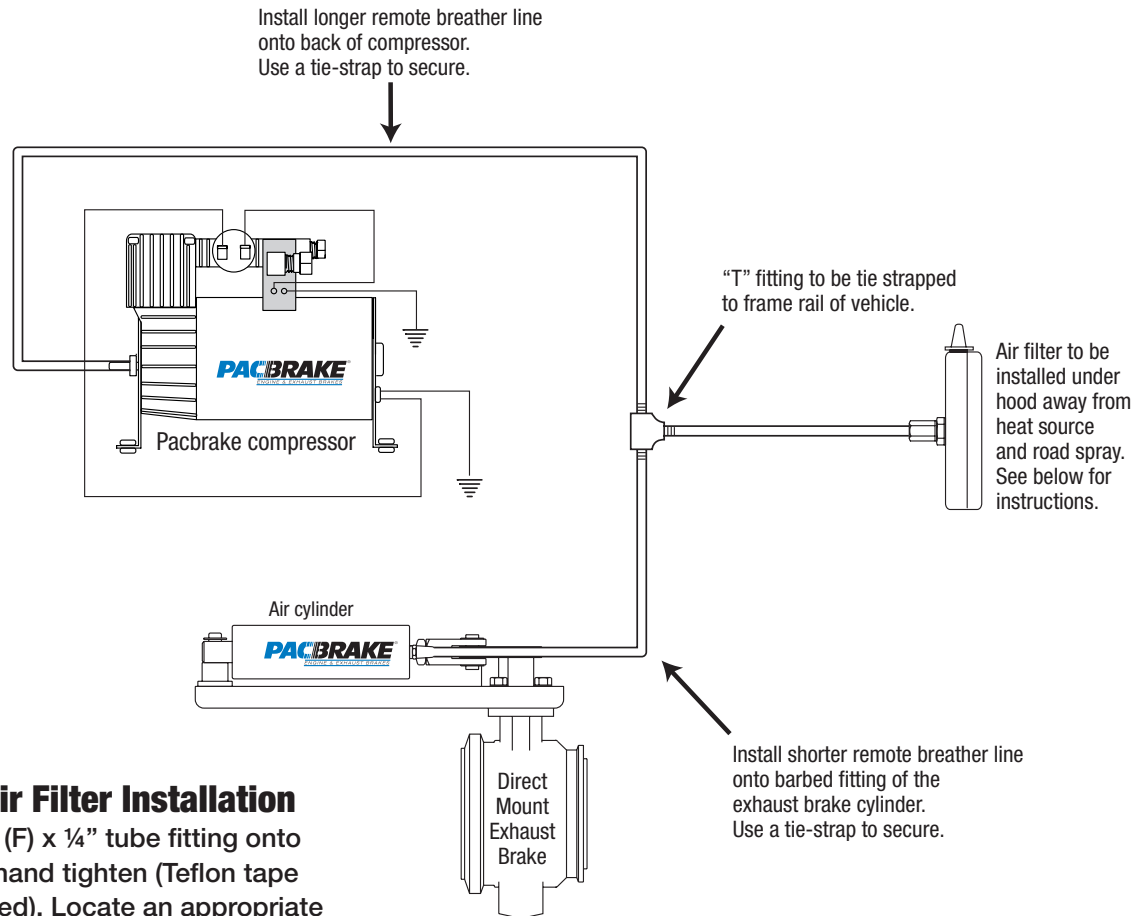 Install longer remote breather line
onto back of compressor.
Use a tie-strap to secure.
"T" fitting to be tie strapped
to frame rail of vehicle.
Air filter to be
installed under
hood away from
heat source
and road spray.
See below for
instructions.
PACBRAKE
ENGINE & EXHAUST BRAKES
Pacbrake compressor
Air cylinder
PACBRAKE
ENGINE & EXHAUST BRAKES
Install shorter remote breather line
onto barbed fitting of the
exhaust brake cylinder.
Use a tie-strap to secure.
Direct
Mount
Exhaust
Brake
Filter Installation
(F) x ¼” tube fitting onto
hand tighten (Teflon tape
Locate an appropriate